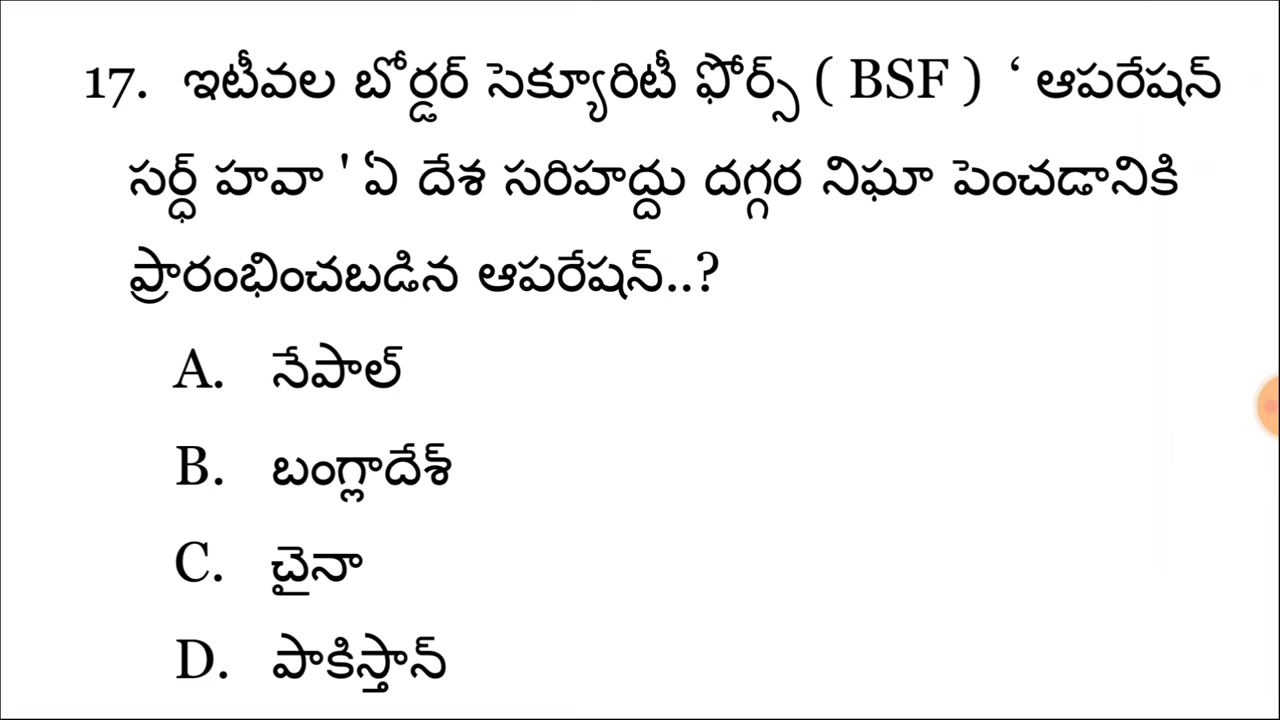 17. ఇటీవల బోర్డర్ సెక్యూరిటీ ఫోర్స్ ( BSF ) ‘ ఆపరేషన్
సర్ధ్ హవా ' ఏ దేశ సరిహద్దు దగ్గర నిఘా పెంచడానికి
ప్రారంభించబడిన ఆపరేషన్..?
A. నేపాల్
B. బంగ్లాదేశ్
C. చైనా
D. పాకిస్తాన్